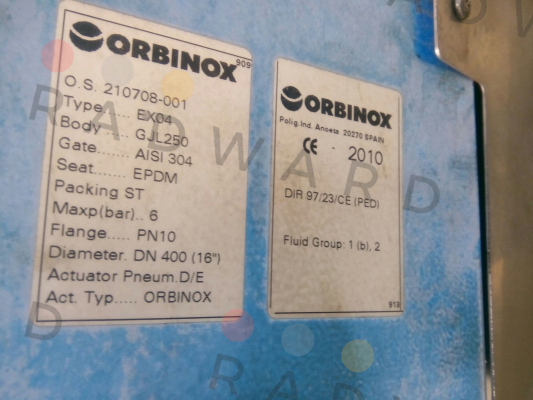 ORBINOX 909
O.S. 210708-001
Type.... EX04
Body.... GJL250
Gate..... AISI 304
Seat..... EPDM
Packing ST
Maxp(bar).. 6
Flange..... PN10
Diameter. DN 400 (16")
Actuator Pneum.D/E
Act. Typ..... ORBINOX
ORBINOX
Polig.Ind. Anoeta 20270 SPAIN
CE · 2010
DIR 97/23/CE (PED)
Fluid Group: 1 (b), 2
919
RADWARD
RADWARD